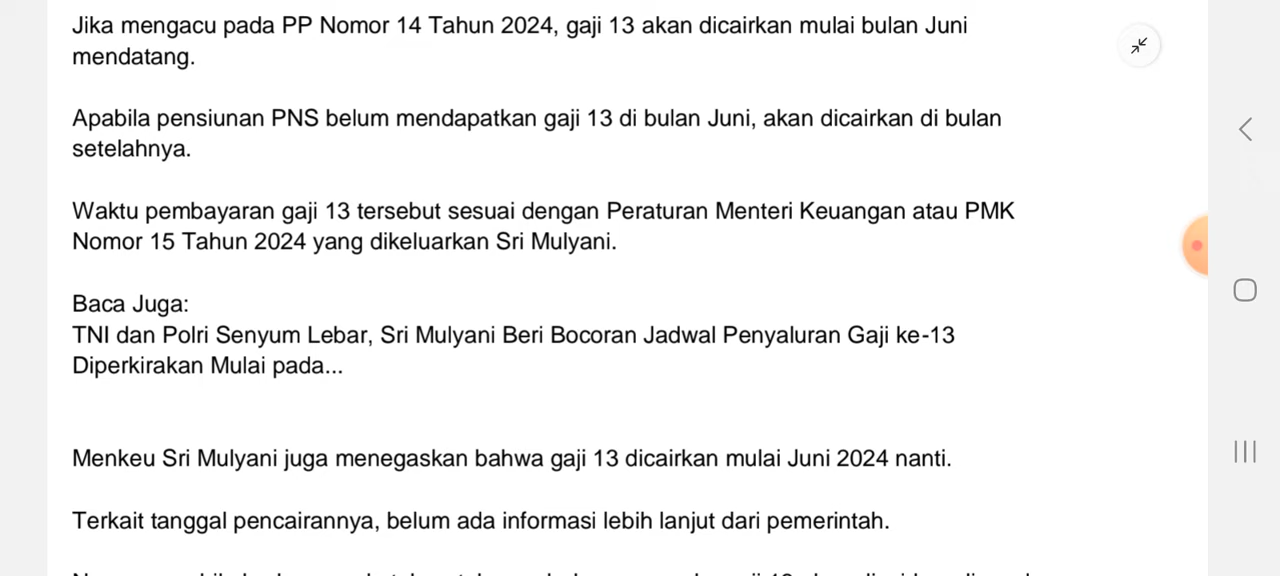 Jika mengacu pada PP Nomor 14 Tahun 2024, gaji 13 akan dicairkan mulai bulan Juni
mendatang.
Apabila pensiunan PNS belum mendapatkan gaji 13 di bulan Juni, akan dicairkan di bulan
setelahnya.
Waktu pembayaran gaji 13 tersebut sesuai dengan Peraturan Menteri Keuangan atau PMK
Nomor 15 Tahun 2024 yang dikeluarkan Sri Mulyani.
Baca Juga:
TNI dan Polri Senyum Lebar, Sri Mulyani Beri Bocoran Jadwal Penyaluran Gaji ke-13
Diperkirakan Mulai pada...
Menkeu Sri Mulyani juga menegaskan bahwa gaji 13 dicairkan mulai Juni 2024 nanti.
Terkait tanggal pencairannya, belum ada informasi lebih lanjut dari pemerintah.